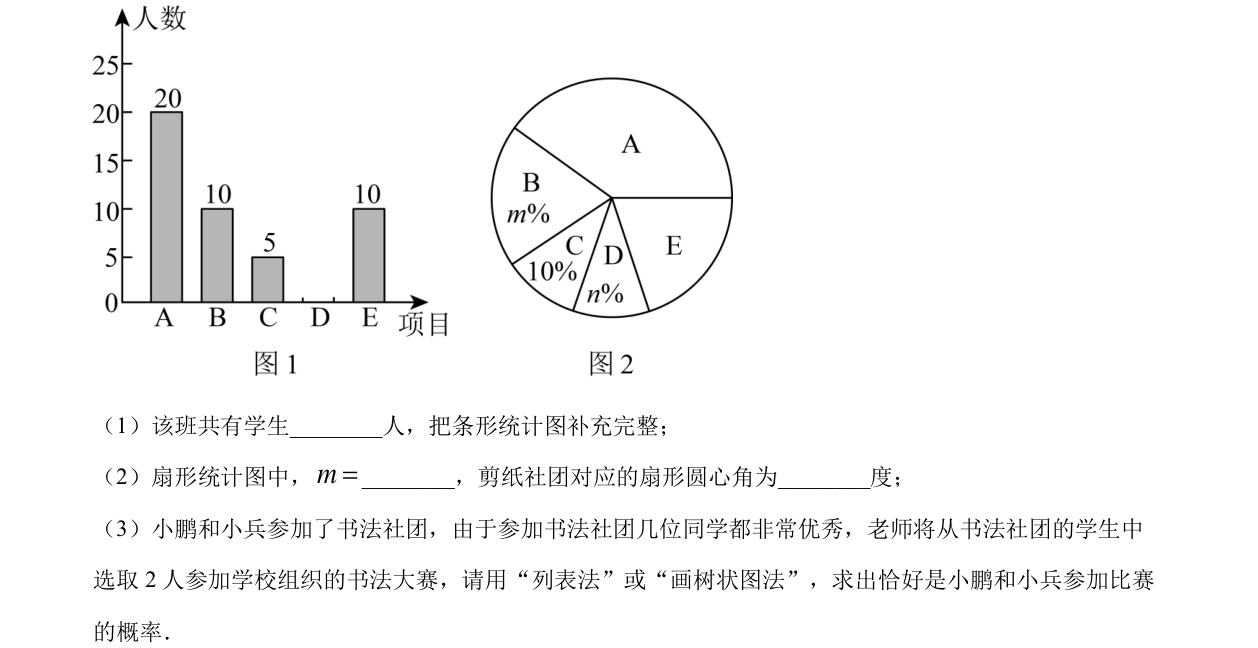 人数
25
20
15
10
5
0
20
10
5
10
A B C D E 项目
图1
A
B
m%
C
10%
D
n%
E
图2
（1）该班共有学生________人，把条形统计图补充完整；
（2）扇形统计图中，m=________，剪纸社团对应的扇形圆心角为________度；
（3）小鹏和小兵参加了书法社团，由于参加书法社团几位同学都非常优秀，老师将从书法社团的学生中
选取2人参加学校组织的书法大赛，请用“列表法”或“画树状图法”，求出恰好是小鹏和小兵参加比赛
的概率．